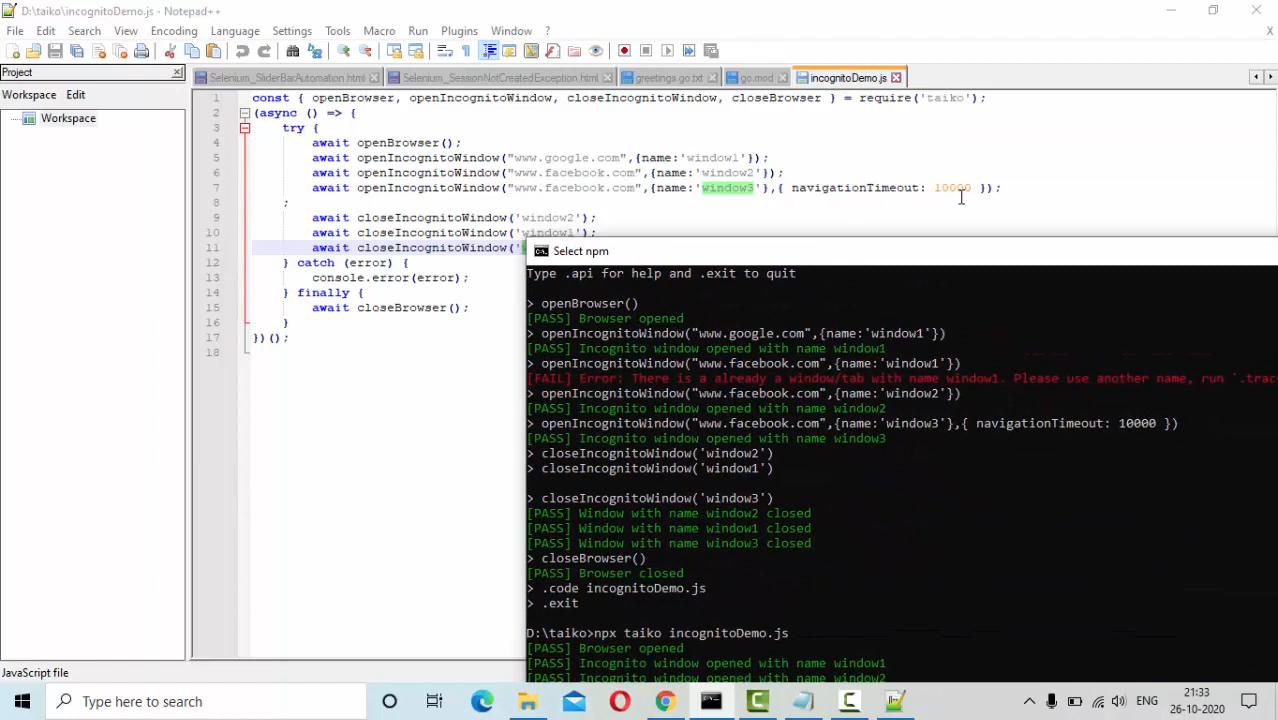 D:\taiko\incognitoDemo.js - Notepad++
File Edit Search View Encoding Language Settings Tools Macro Run Plugins Window ?
X
Project
Selenium_SliderBarAutomation.html Selenium_SessionNotCreatedException.html greetings.go.txt go.mod incognitoDemo.js
Workspace Edit
Workspace
1 const { openBrowser, openIncognitoWindow, closeIncognitoWindow, closeBrowser } = require('taiko');
2 (async () => {
3 try {
4 await openBrowser();
5 await openIncognitoWindow("www.google.com",{name:'window1'});
6 await openIncognitoWindow("www.facebook.com",{name:'window2'});
7 await openIncognitoWindow("www.facebook.com",{name:'window3'},{ navigationTimeout: 10000 });
8 ;
9 await closeIncognitoWindow('window2');
10 await closeIncognitoWindow('window1');
11 await closeIncognitoWindow('
12 } catch (error) {
13 console.error(error);
14 } finally {
15 await closeBrowser();
16 }
17 })();
18
Select npm
Type .api for help and .exit to quit
> openBrowser()
[PASS] Browser opened
> openIncognitoWindow("www.google.com",{name:'window1'})
[PASS] Incognito window opened with name window1
> openIncognitoWindow("www.facebook.com",{name:'window1'})
[FAIL] Error: There is a already a window/tab with name window1. Please use another name, run `.trac
> openIncognitoWindow("www.facebook.com",{name:'window2'})
[PASS] Incognito window opened with name window2
> openIncognitoWindow("www.facebook.com",{name:'window3'},{ navigationTimeout: 10000 })
[PASS] Incognito window opened with name window3
> closeIncognitoWindow('window2')
> closeIncognitoWindow('window1')
> closeIncognitoWindow('window3')
[PASS] Window with name window2 closed
[PASS] Window with name window1 closed
[PASS] Window with name window3 closed
> closeBrowser()
[PASS] Browser closed
> .code incognitoDemo.js
> .exit
D:\taiko>npx taiko incognitoDemo.js
[PASS] Browser opened
[PASS] Incognito window opened with name window1
[PASS] Incognito window opened with name window2
JavaScript file
Type here to search
ENG
21:33
29-05-2021